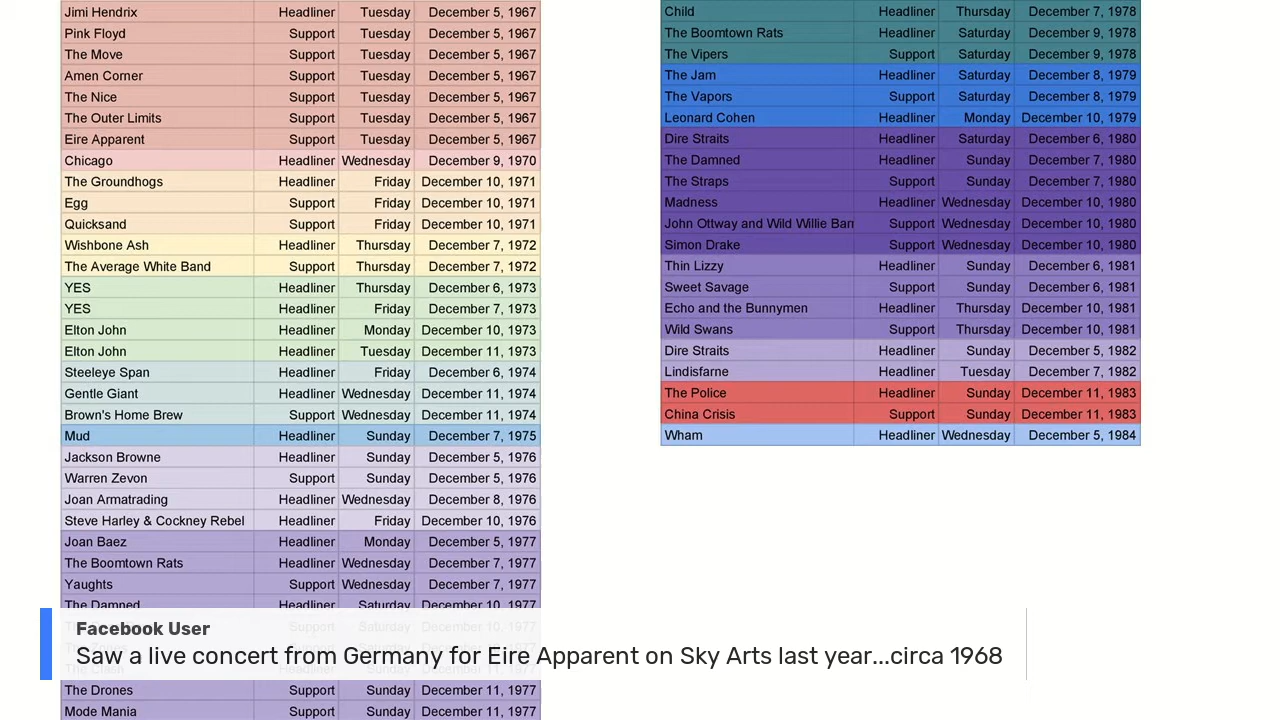 Jimi Hendrix Headliner Tuesday December 5, 1967
Pink Floyd Support Tuesday December 5, 1967
The Move Support Tuesday December 5, 1967
Amen Corner Support Tuesday December 5, 1967
The Nice Support Tuesday December 5, 1967
The Outer Limits Support Tuesday December 5, 1967
Eire Apparent Support Tuesday December 5, 1967
Chicago Headliner Wednesday December 9, 1970
The Groundhogs Headliner Friday December 10, 1971
Egg Support Friday December 10, 1971
Quicksand Support Friday December 10, 1971
Wishbone Ash Headliner Thursday December 7, 1972
The Average White Band Support Thursday December 7, 1972
YES Headliner Thursday December 6, 1973
YES Headliner Friday December 7, 1973
Elton John Headliner Monday December 10, 1973
Elton John Headliner Tuesday December 11, 1973
Steeleye Span Headliner Friday December 6, 1974
Gentle Giant Headliner Wednesday December 11, 1974
Brown's Home Brew Support Wednesday December 11, 1974
Mud Headliner Sunday December 7, 1975
Jackson Browne Headliner Sunday December 5, 1976
Warren Zevon Support Sunday December 5, 1976
Joan Armatrading Headliner Wednesday December 8, 1976
Steve Harley & Cockney Rebel Headliner Friday December 10, 1976
Joan Baez Headliner Monday December 5, 1977
The Boomtown Rats Headliner Wednesday December 7, 1977
Yaughts Support Wednesday December 7, 1977
The Damned Headliner Saturday December 10, 1977
Support Saturday December 10, 1977
The Drones Support Sunday December 11, 1977
Mode Mania Support Sunday December 11, 1977
Child Headliner Thursday December 7, 1978
The Boomtown Rats Headliner Saturday December 9, 1978
The Vipers Support Saturday December 9, 1978
The Jam Headliner Saturday December 8, 1979
The Vapors Support Saturday December 8, 1979
Leonard Cohen Headliner Monday December 10, 1979
Dire Straits Headliner Saturday December 6, 1980
The Damned Headliner Sunday December 7, 1980
The Straps Support Sunday December 7, 1980
Madness Headliner Wednesday December 10, 1980
John Ottway and Wild Willie Barr Support Wednesday December 10, 1980
Simon Drake Support Wednesday December 10, 1980
Thin Lizzy Headliner Sunday December 6, 1981
Sweet Savage Support Sunday December 6, 1981
Echo and the Bunnymen Headliner Thursday December 10, 1981
Wild Swans Support Thursday December 10, 1981
Dire Straits Headliner Sunday December 5, 1982
Lindisfarne Headliner Tuesday December 7, 1982
The Police Headliner Sunday December 11, 1983
China Crisis Support Sunday December 11, 1983
Wham Headliner Wednesday December 5, 1984
Facebook User
Saw a live concert from Germany for Eire Apparent on Sky Arts last year...circa 1968